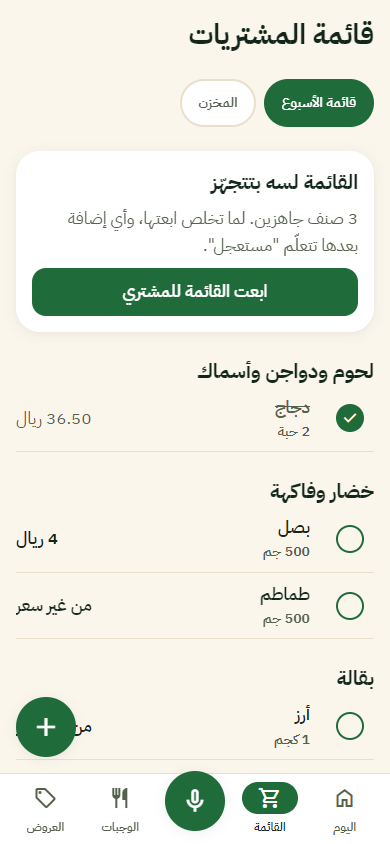 قائمة المشتريات
قائمة الأسبوع
المخزن
القائمة لسه بتتجهّز
3 صنف جاهزين. لما تخلص ابعتها، وأي إضافة
بعدها تتعلّم "مستعجل".
ابعت القائمة للمشتري
لحوم ودواجن وأسماك
دجاج
2 حبة
36.50 ريال
خضار وفاكهة
بصل
500 جم
4 ريال
طماطم
500 جم
من غير سعر
بقالة
أرز
1 كجم
من
اليوم
القائمة
الوجبات
العروض